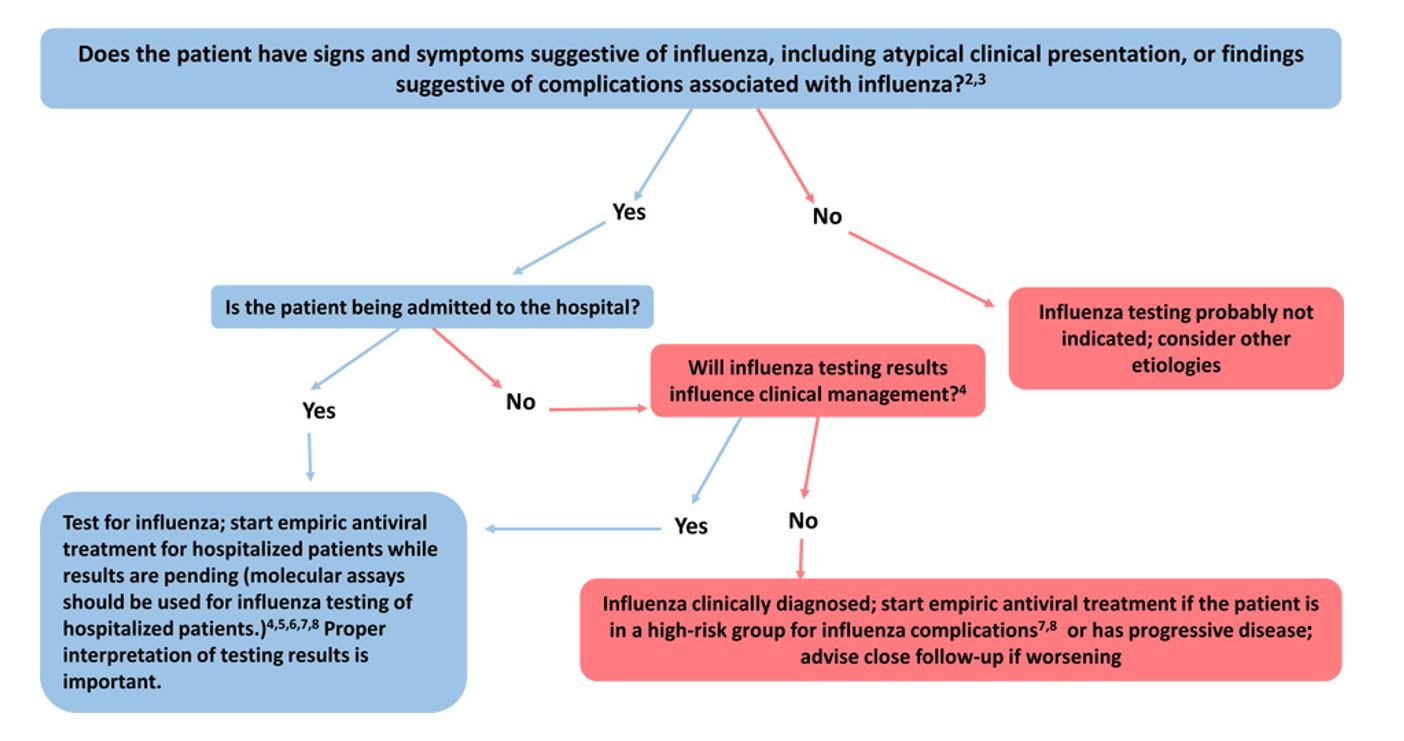 Does the patient have signs and symptoms suggestive of influenza, including atypical clinical presentation, or findings
suggestive of complications associated with influenza?2,3
Yes
No
Is the patient being admitted to the hospital?
Influenza testing probably not
indicated; consider other
etiologies
Will influenza testing results
influence clinical management?4
Yes
No
Test for influenza; start empiric antiviral
treatment for hospitalized patients while
results are pending (molecular assays
should be used for influenza testing of
hospitalized patients.)4,5,6,7,8 Proper
interpretation of testing results is
important.
Yes
No
Influenza clinically diagnosed; start empiric antiviral treatment if the patient is
in a high-risk group for influenza complications7,8 or has progressive disease;
advise close follow-up if worsening